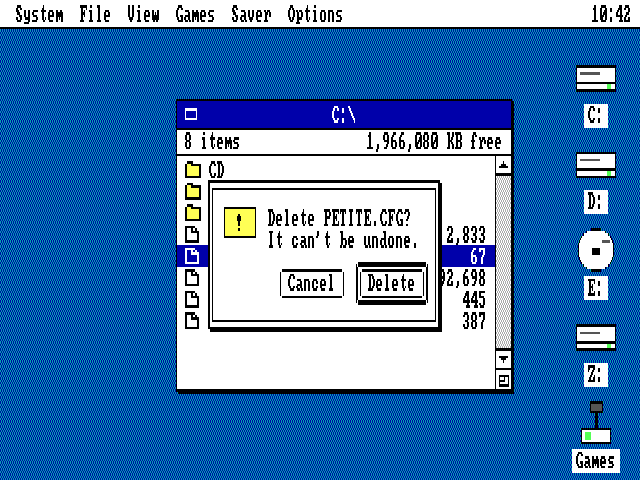 System File View Games Saver Options 10:42
C:\
8 items 1,966,080 KB free
CD
!
Delete PETITE.CFG?
It can't be undone.
Cancel Delete
2,833
67
92,698
445
387
C:
D:
E:
Z:
Games